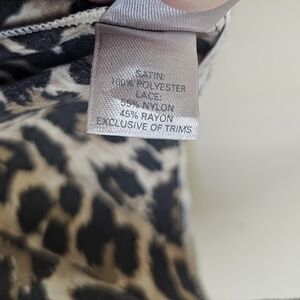 SATIN:
100% POLYESTER
LACE:
55% NYLON
45% RAYON
EXCLUSIVE OF TRIMS